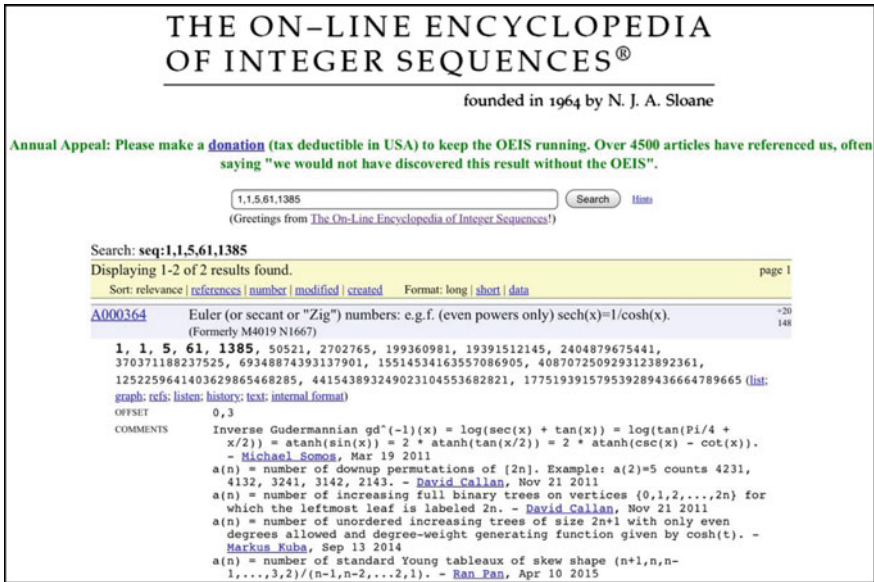 THE ON–LINE ENCYCLOPEDIA
OF INTEGER SEQUENCES®
founded in 1964 by N. J. A. Sloane
Annual Appeal: Please make a donation (tax deductible in USA) to keep the OEIS running. Over 4500 articles have referenced us, often
saying "we would not have discovered this result without the OEIS".
1,1,5,61,1385 Search Hints
(Greetings from The On-Line Encyclopedia of Integer Sequences!)
Search: seq:1,1,5,61,1385
Displaying 1-2 of 2 results found. page 1
Sort: relevance | references | number | modified | created Format: long | short | data
A000364 Euler (or secant or "Zig") numbers: e.g.f. (even powers only) sech(x)=1/cosh(x). +20
(Formerly M4019 N1667) 148
1, 1, 5, 61, 1385, 50521, 2702765, 199360981, 19391512145, 2404879675441,
370371188237525, 69348874393137901, 15514534163557086905, 4087072509293123892361,
1252259641403629865468285, 441543893249023104553682821, 177519391579539289436664789665 (list;
graph; refs; listen; history; text; internal format)
OFFSET 0,3
COMMENTS Inverse Gudermannian gd^(-1)(x) = log(sec(x) + tan(x)) = log(tan(Pi/4 +
x/2)) = atanh(sin(x)) = 2 * atanh(tan(x/2)) = 2 * atanh(csc(x) - cot(x)).
- Michael Somos, Mar 19 2011
a(n) = number of downup permutations of [2n]. Example: a(2)=5 counts 4231,
4132, 3241, 3142, 2143. - David Callan, Nov 21 2011
a(n) = number of increasing full binary trees on vertices {0,1,2,...,2n} for
which the leftmost leaf is labeled 2n. - David Callan, Nov 21 2011
a(n) = number of unordered increasing trees of size 2n+1 with only even
degrees allowed and degree-weight generating function given by cosh(t). -
Markus Kuba, Sep 13 2014
a(n) = number of standard Young tableaux of skew shape (n+1,n,n-
1,...,3,2)/(n-1,n-2,...2,1). - Ran Pan, Apr 10 2015